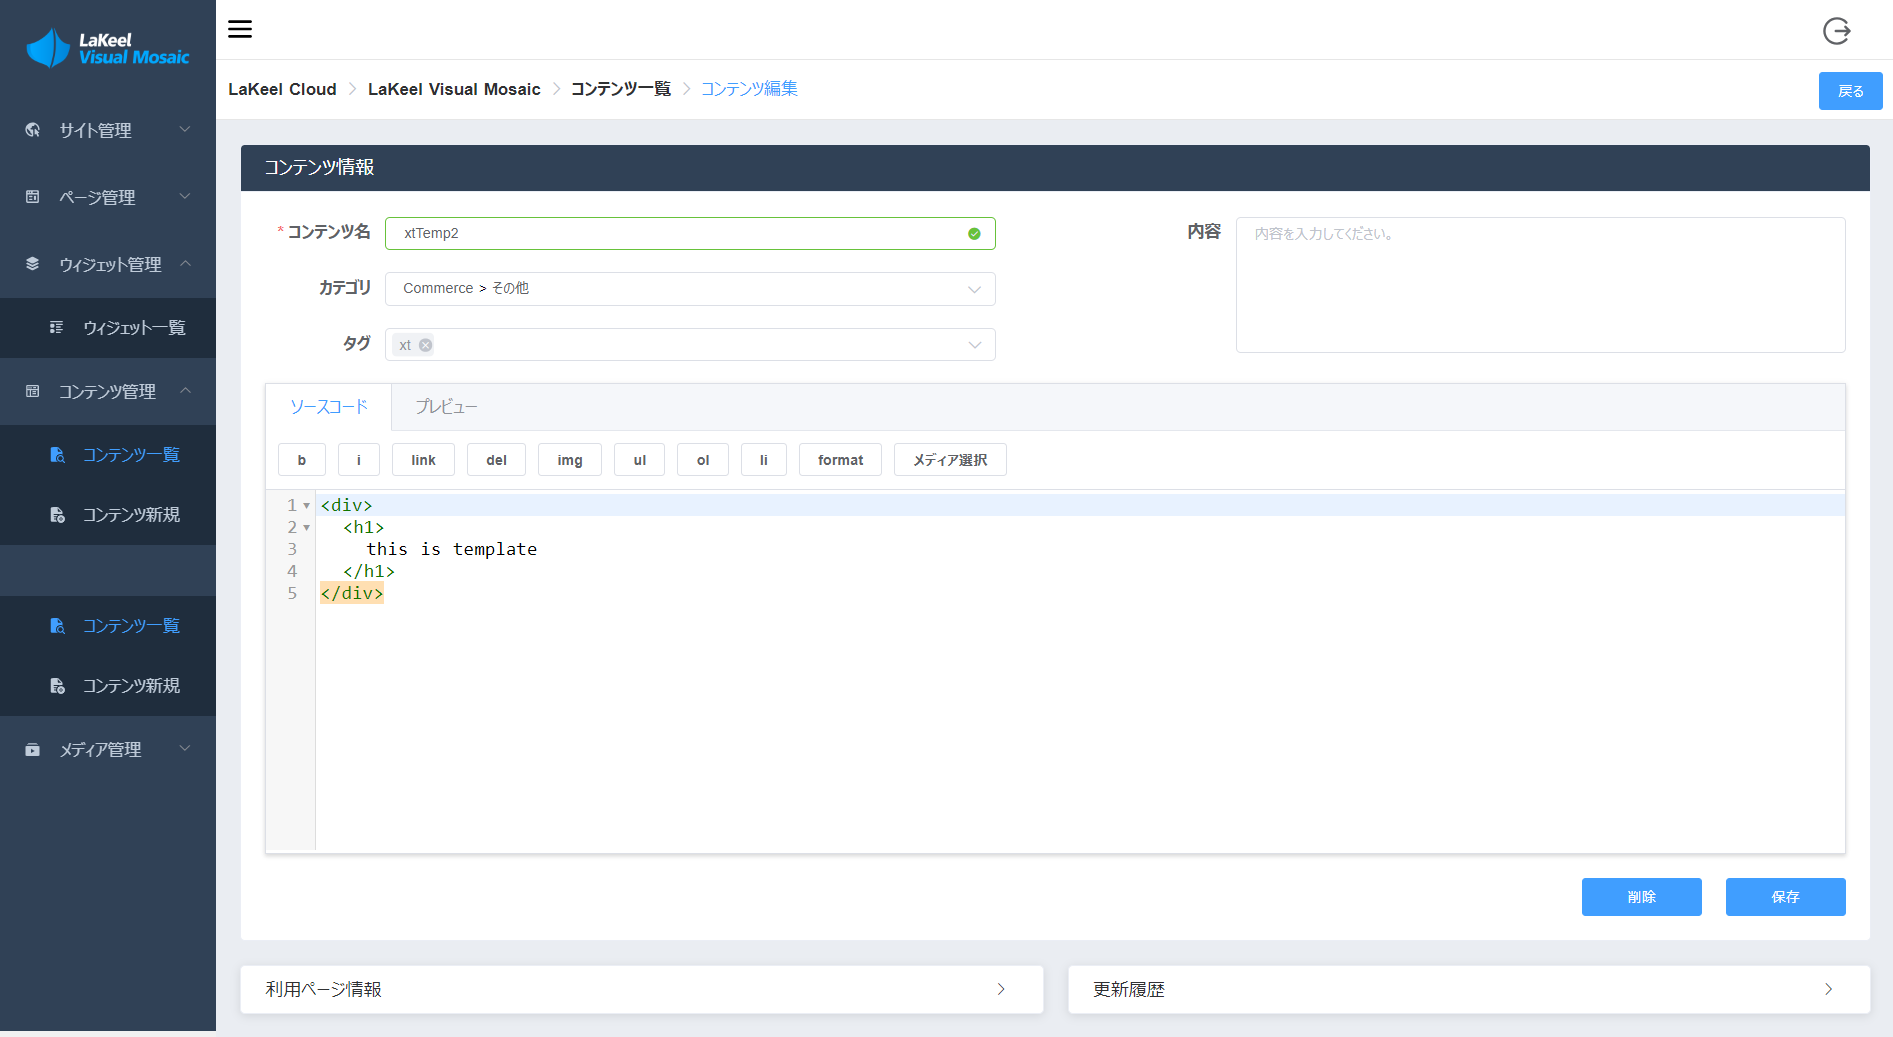 LaKeel
Visual Mosaic
サイト管理
ページ管理
ウィジェット管理
ウィジェット一覧
コンテンツ管理
コンテンツ一覧
コンテンツ新規
コンテンツ一覧
コンテンツ新規
メディア管理
LaKeel Cloud > LaKeel Visual Mosaic > コンテンツ一覧 > コンテンツ編集
戻る
コンテンツ情報
* コンテンツ名 xtTemp2
内容 内容を入力してください。
カテゴリ Commerce > その他
タグ xt
ソースコード プレビュー
b i link del img ul ol li format メディア選択
1 <div>
2 <h1>
3 this is template
4 </h1>
5 </div>
削除 保存
利用ページ情報
更新履歴